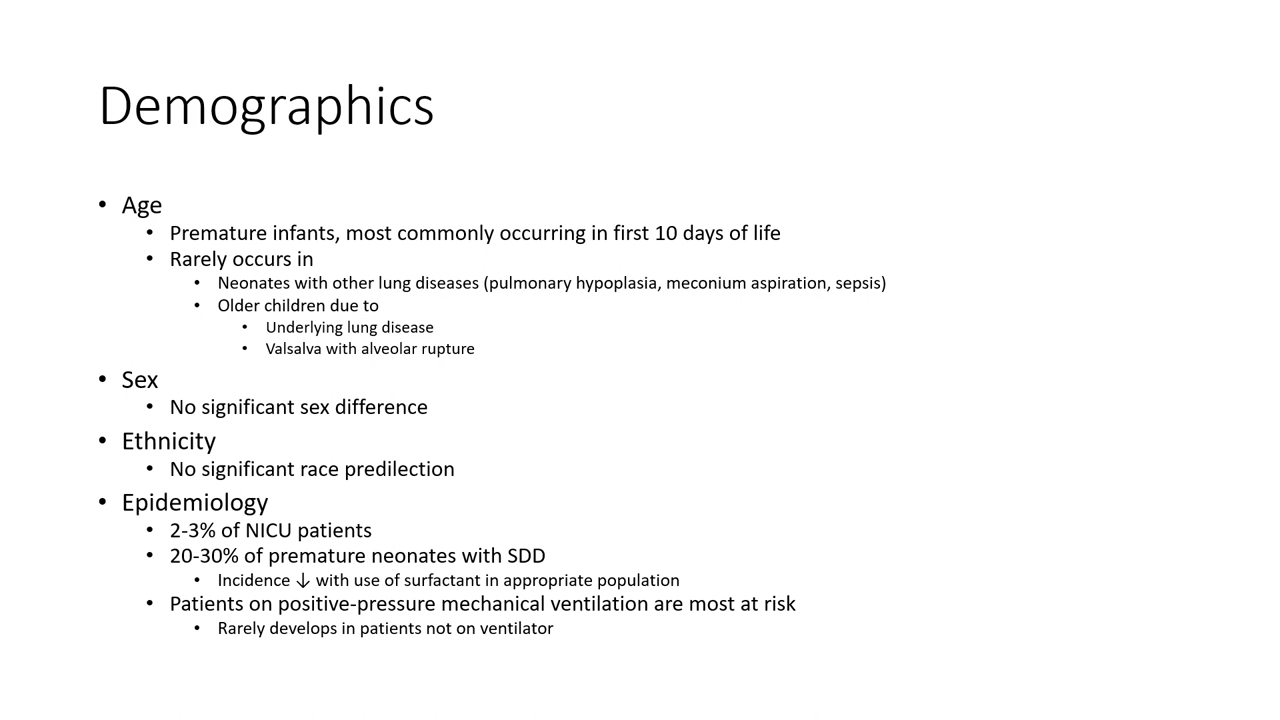 Demographics
• Age
• Premature infants, most commonly occurring in first 10 days of life
• Rarely occurs in
• Neonates with other lung diseases (pulmonary hypoplasia, meconium aspiration, sepsis)
• Older children due to
• Underlying lung disease
• Valsalva with alveolar rupture
• Sex
• No significant sex difference
• Ethnicity
• No significant race predilection
• Epidemiology
• 2-3% of NICU patients
• 20-30% of premature neonates with SDD
• Incidence ↓ with use of surfactant in appropriate population
• Patients on positive-pressure mechanical ventilation are most at risk
• Rarely develops in patients not on ventilator